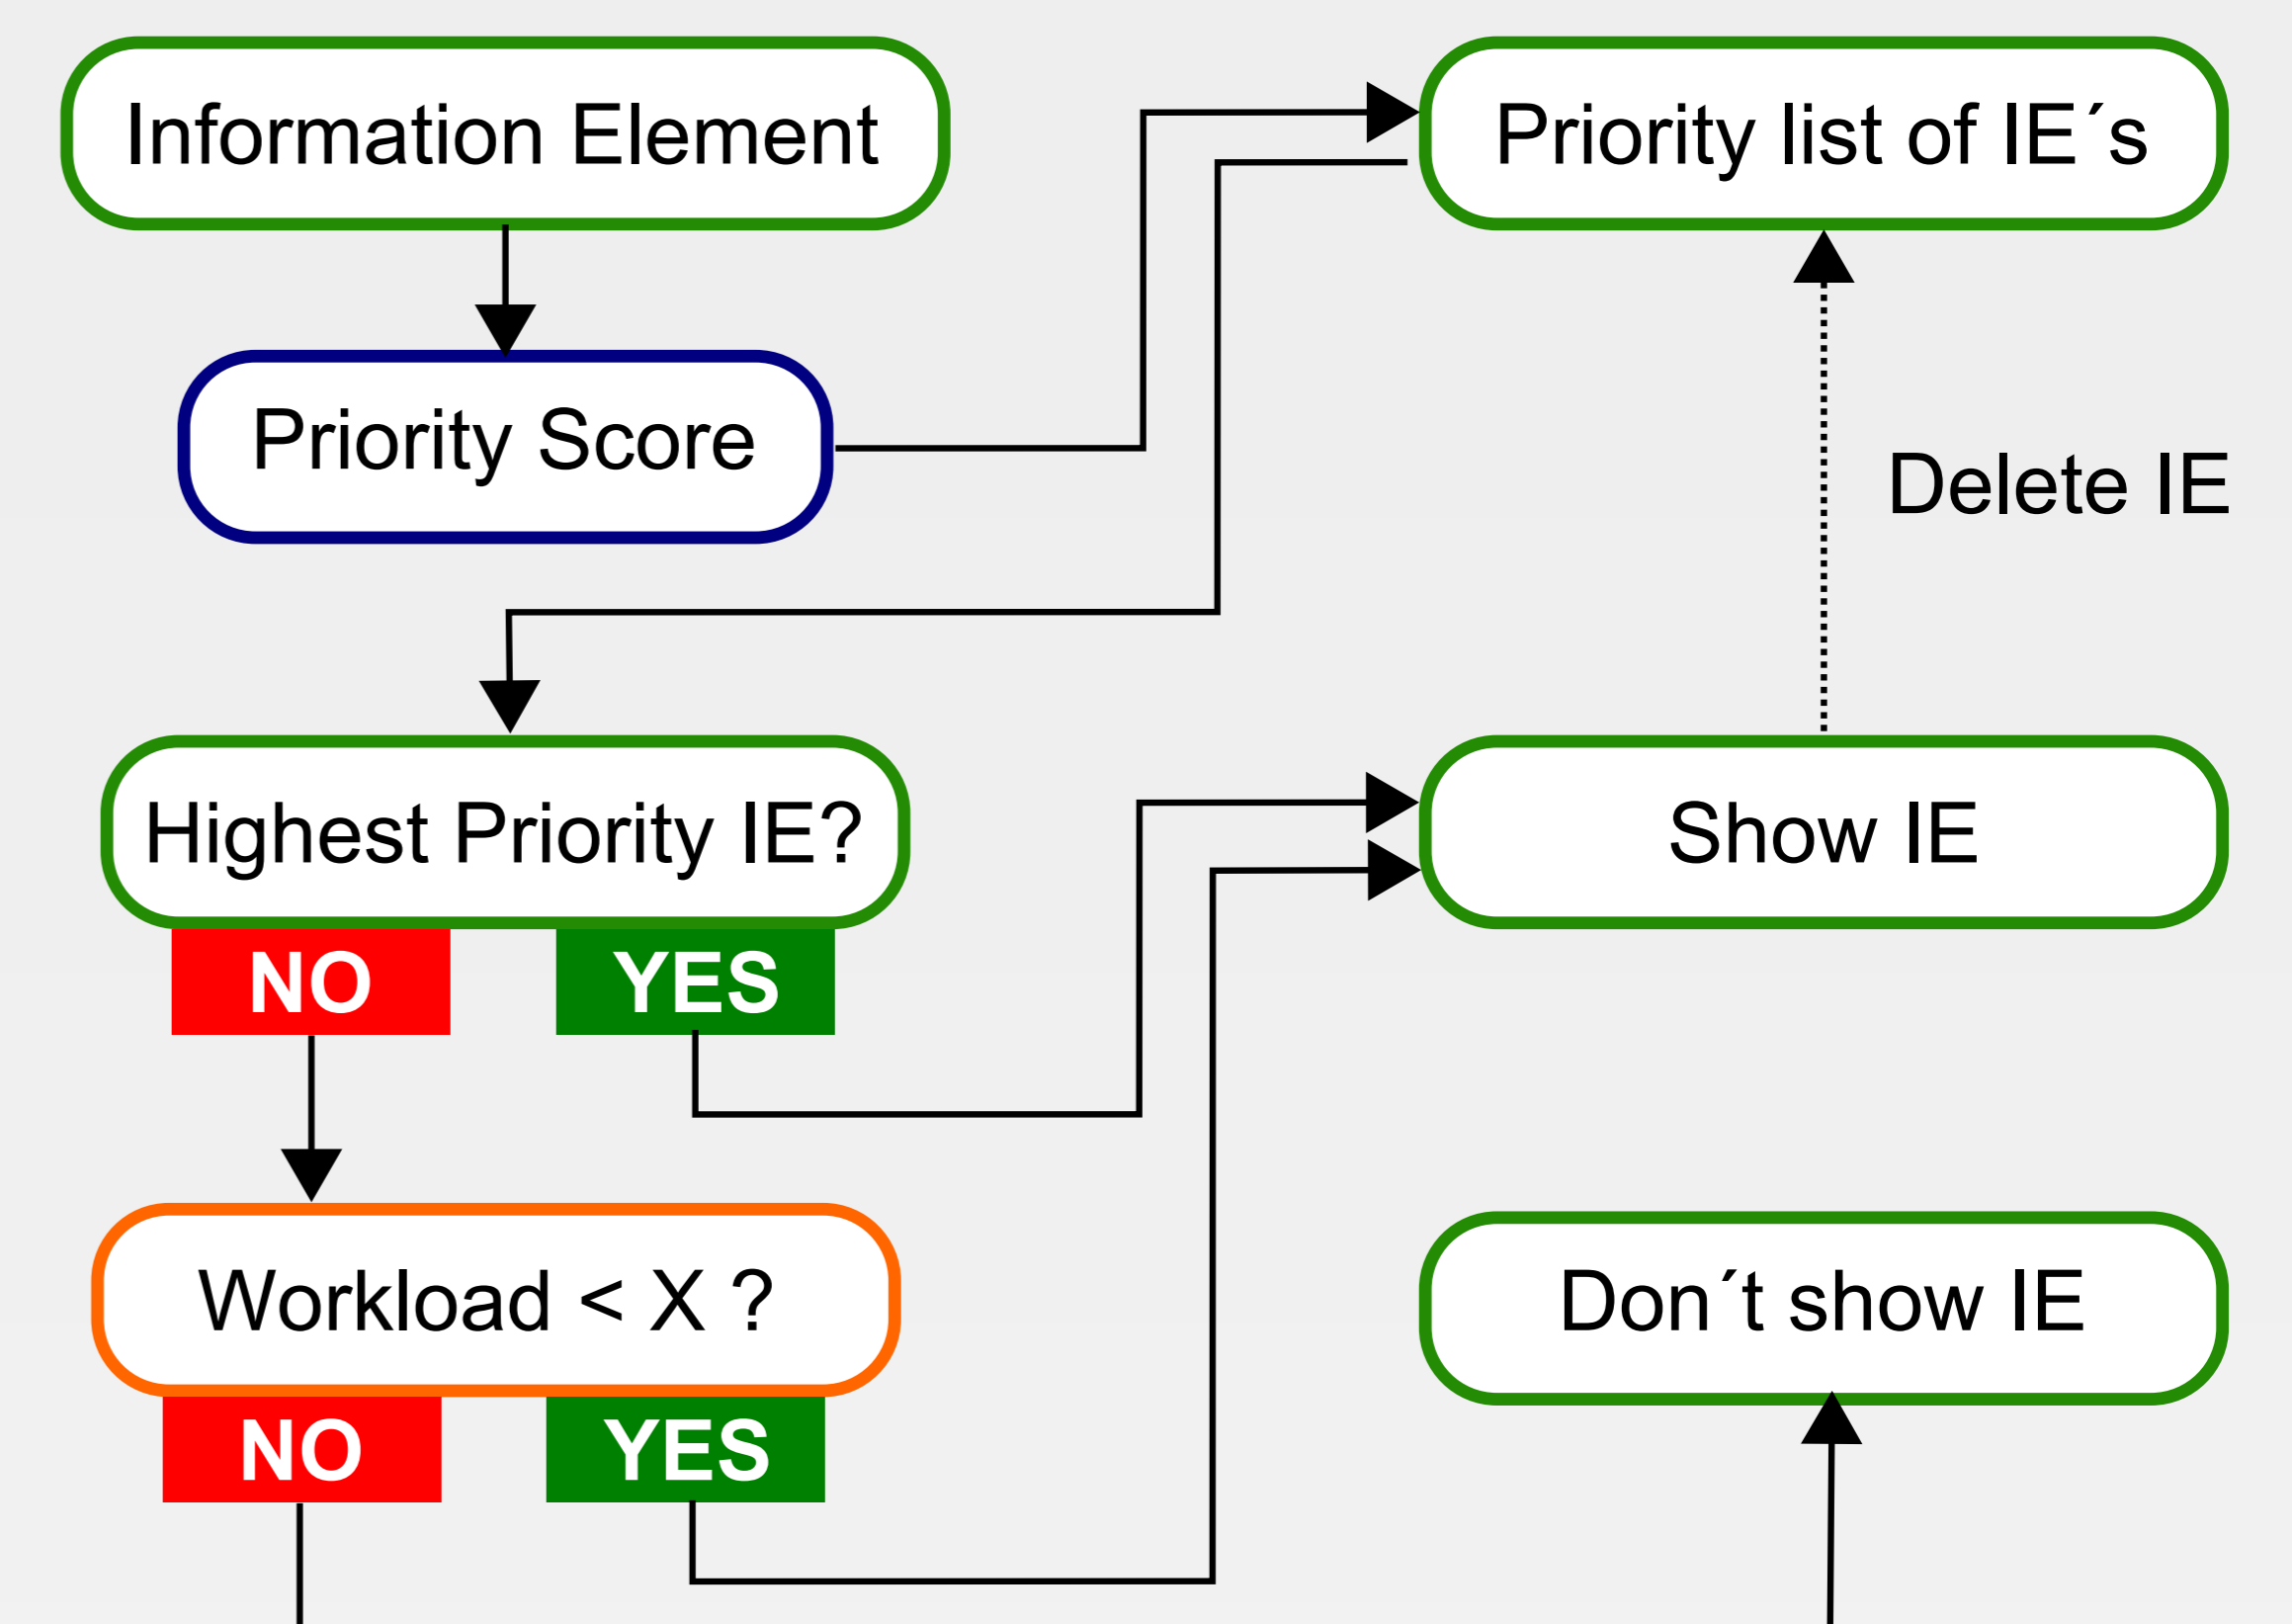 Information Element
Priority list of IE´s
Priority Score
Delete IE
Highest Priority IE?
Show IE
NO
YES
Workload < X ?
Don´t show IE
NO
YES